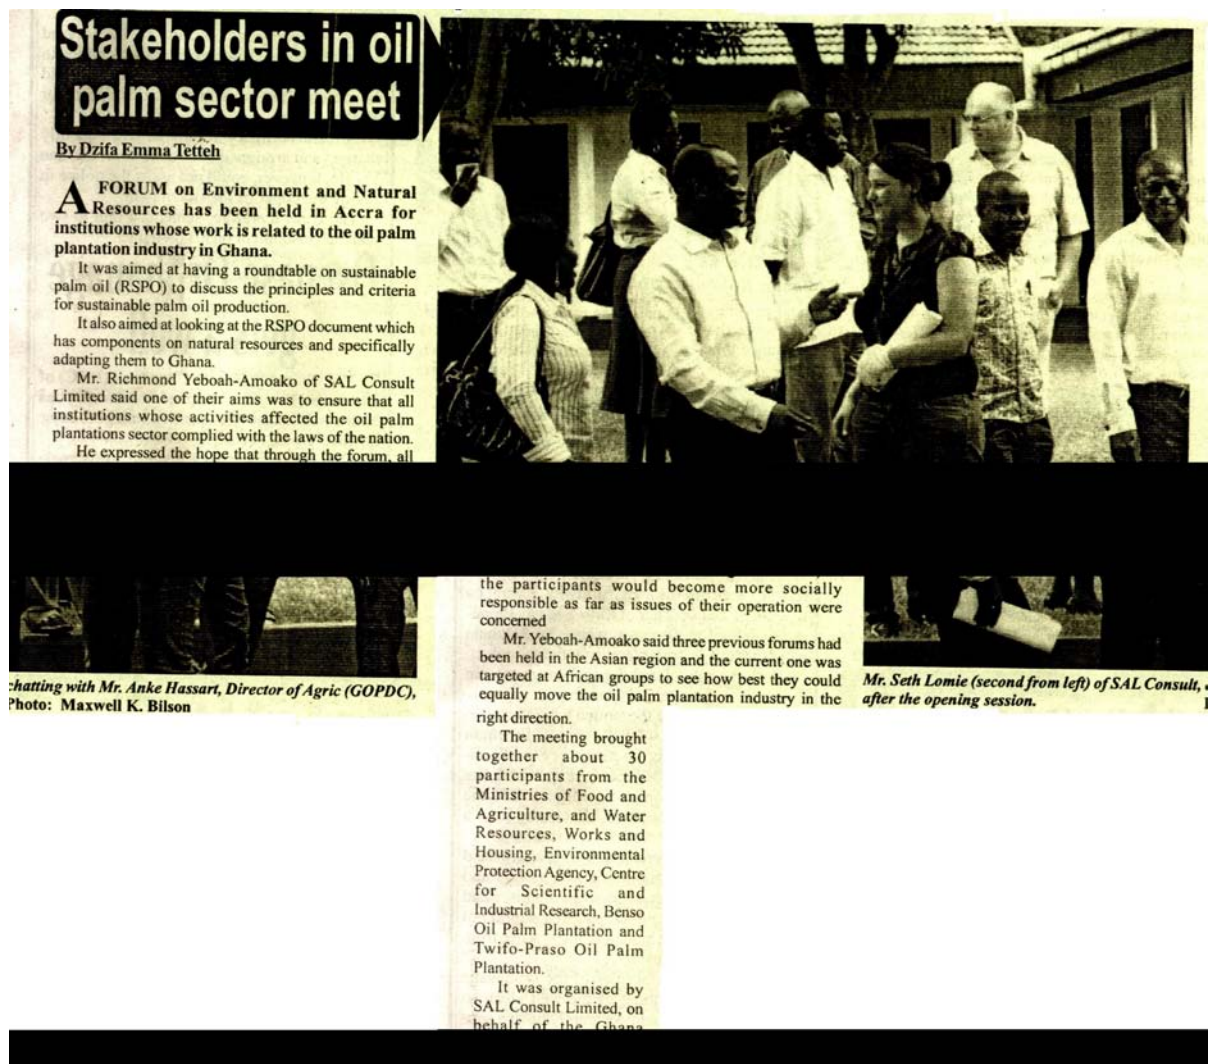 Stakeholders in oil
palm sector meet
By Dzifa Emma Tetteh
A FORUM on Environment and Natural
Resources has been held in Accra for
institutions whose work is related to the oil palm
plantation industry in Ghana.
It was aimed at having a roundtable on sustainable
palm oil (RSPO) to discuss the principles and criteria
for sustainable palm oil production.
It also aimed at looking at the RSPO document which
has components on natural resources and specifically
adapting them to Ghana.
Mr. Richmond Yeboah-Amoako of SAL Consult
Limited said one of their aims was to ensure that all
institutions whose activities affected the oil palm
plantations sector complied with the laws of the nation.
He expressed the hope that through the forum, all
the participants would become more socially
responsible as far as issues of their operation were
concerned
Mr. Yeboah-Amoako said three previous forums had
been held in the Asian region and the current one was
targeted at African groups to see how best they could
equally move the oil palm plantation industry in the
right direction.
The meeting brought
together about 30
participants from the
Ministries of Food and
Agriculture, and Water
Resources, Works and
Housing, Environmental
Protection Agency, Centre
for Scientific and
Industrial Research, Benso
Oil Palm Plantation and
Twifo-Praso Oil Palm
Plantation.
It was organised by
SAL Consult Limited, on
behalf of the Ghana
chatting with Mr. Anke Hassart, Director of Agric (GOPDC),
Photo: Maxwell K. Bilson
Mr. Seth Lomie (second from left) of SAL Consult,
after the opening session.